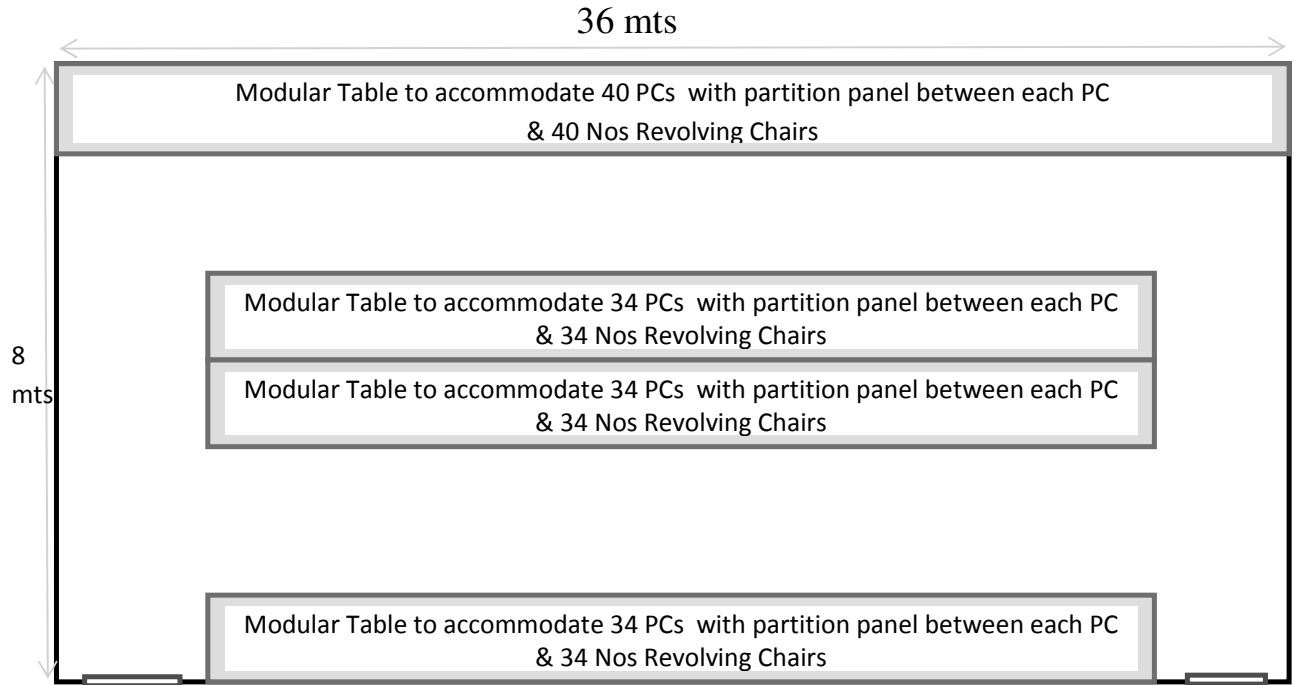 36 mts
Modular Table to accommodate 40 PCs with partition panel between each PC
& 40 Nos Revolving Chairs
Modular Table to accommodate 34 PCs with partition panel between each PC
& 34 Nos Revolving Chairs
8
mts
Modular Table to accommodate 34 PCs with partition panel between each PC
& 34 Nos Revolving Chairs
Modular Table to accommodate 34 PCs with partition panel between each PC
& 34 Nos Revolving Chairs